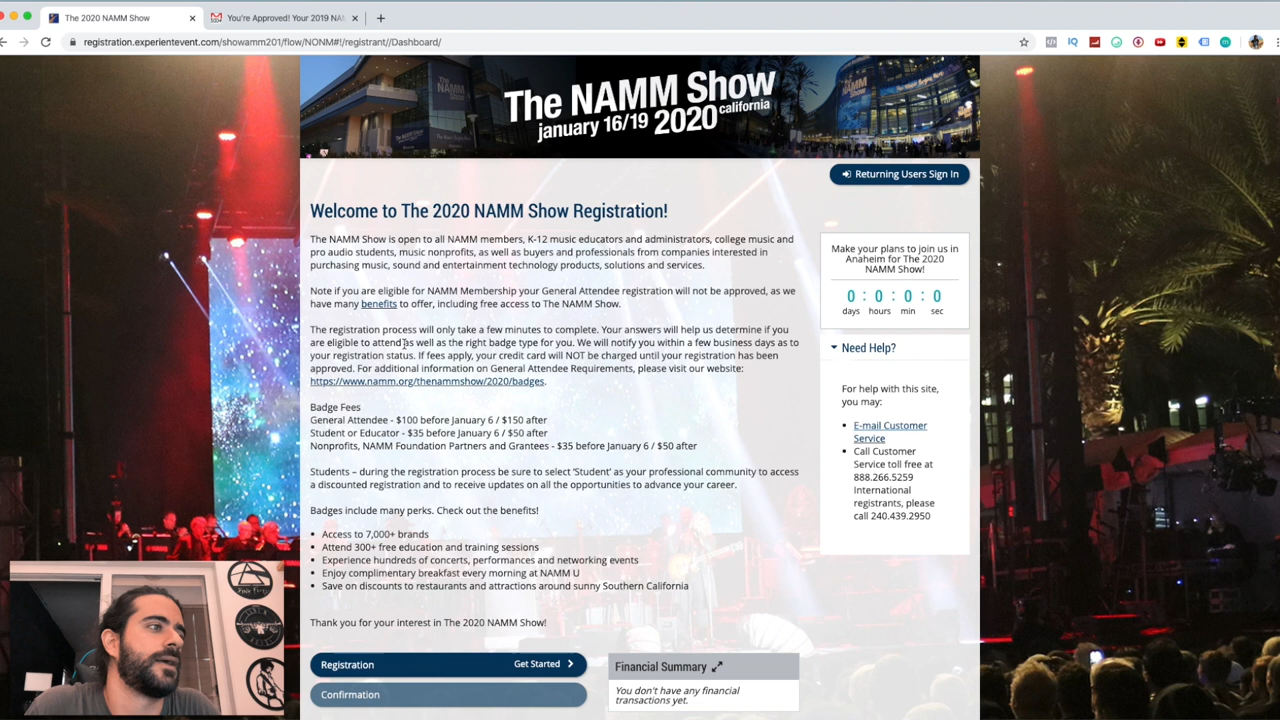 The 2020 NAMM Show
You're Approved! Your 2019 NA
registration.experientevent.com/showamm201/flow/NONM#!/registrant//Dashboard/
The NAMM Show
january 16/19 2020 california
Returning Users Sign In
Welcome to The 2020 NAMM Show Registration!
The NAMM Show is open to all NAMM members, K-12 music educators and administrators, college music and
pro audio students, music nonprofits, as well as buyers and professionals from companies interested in
purchasing music, sound and entertainment technology products, solutions and services.
Note if you are eligible for NAMM Membership your General Attendee registration will not be approved, as we
have many benefits to offer, including free access to The NAMM Show.
The registration process will only take a few minutes to complete. Your answers will help us determine if you
are eligible to attend as well as the right badge type for you. We will notify you within a few business days as to
your registration status. If fees apply, your credit card will NOT be charged until your registration has been
approved. For additional information on General Attendee Requirements, please visit our website:
https://www.namm.org/thenammshow/2020/badges.
Badge Fees
General Attendee - $100 before January 6 / $150 after
Student or Educator - $35 before January 6 / $50 after
Nonprofits, NAMM Foundation Partners and Grantees - $35 before January 6 / $50 after
Students – during the registration process be sure to select 'Student' as your professional community to access
a discounted registration and to receive updates on all the opportunities to advance your career.
Badges include many perks. Check out the benefits!
• Access to 7,000+ brands
• Attend 300+ free education and training sessions
• Experience hundreds of concerts, performances and networking events
• Enjoy complimentary breakfast every morning at NAMM U
• Save on discounts to restaurants and attractions around sunny Southern California
Thank you for your interest in The 2020 NAMM Show!
Registration Get Started
Confirmation
Financial Summary
You don't have any financial
transactions yet.
Make your plans to join us in
Anaheim for The 2020
NAMM Show!
0 : 0 : 0 : 0
days hours min sec
Need Help?
For help with this site,
you may:
• E-mail Customer
Service
• Call Customer
Service toll free at
888.266.5259
International
registrants, please
call 240.439.2950